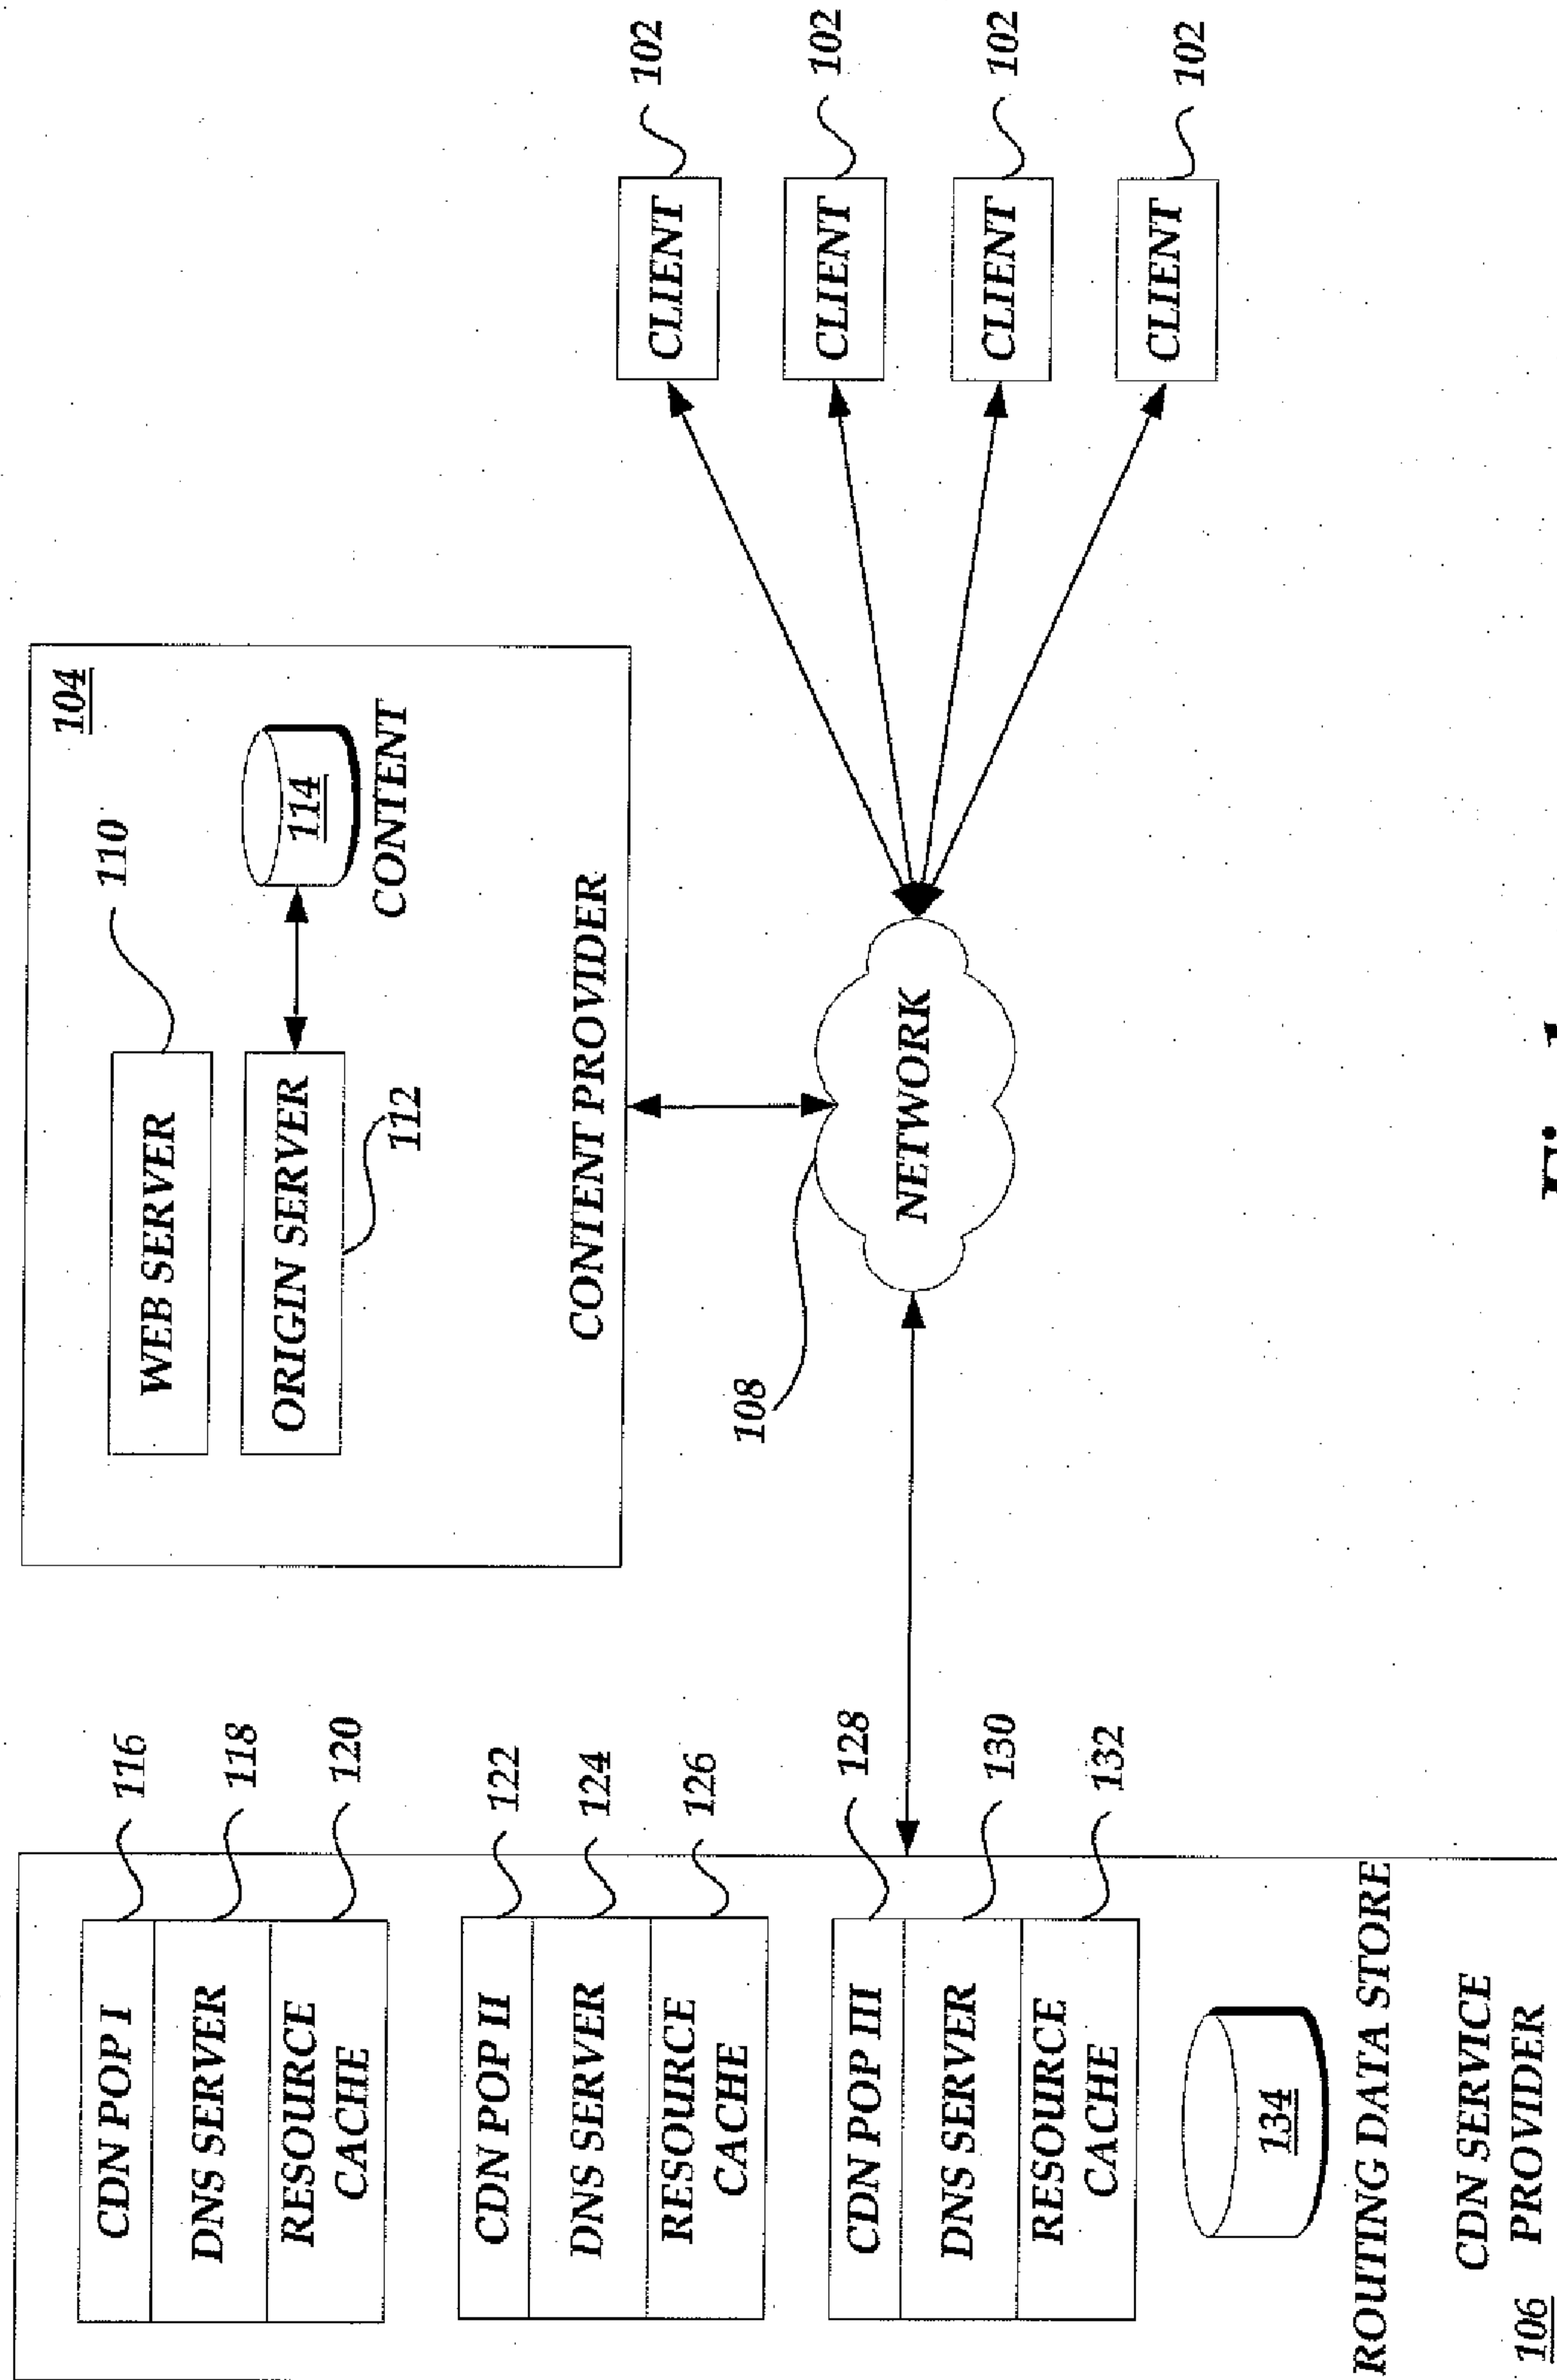 CDN POP I
116
DNS SERVER
118
RESOURCE
CACHE
120
CDN POP II
122
DNS SERVER
124
RESOURCE
CACHE
126
CDN POP III
128
DNS SERVER
130
RESOURCE
CACHE
132
134
ROUTING DATA STORE
CDN SERVICE
PROVIDER
106
104
WEB SERVER
110
ORIGIN SERVER
112
114
CONTENT
CONTENT PROVIDER
108
NETWORK
CLIENT
102
CLIENT
102
CLIENT
102
CLIENT
102